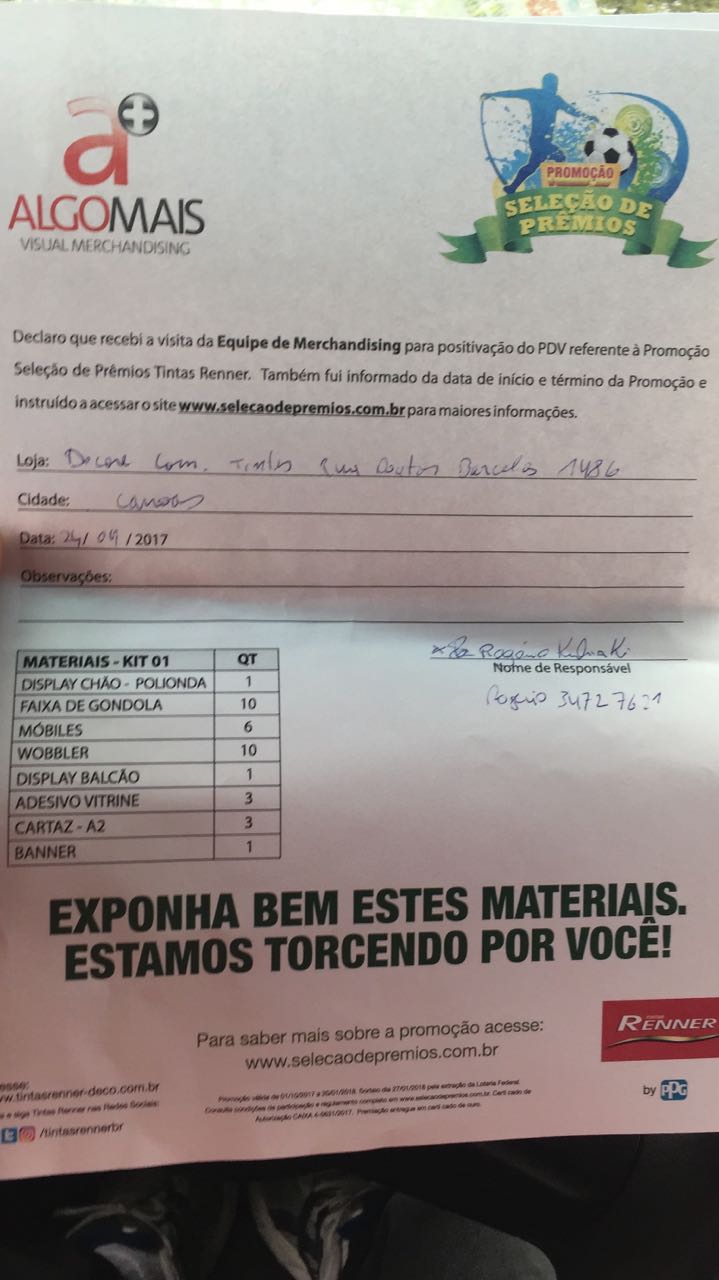 a+
ALGOMAIS
VISUAL MERCHANDISING
PROMOÇÃO
SELEÇÃO DE
PRÊMIOS
Declaro que recebi a visita da Equipe de Merchandising para positivação do PDV referente à Promoção
Seleção de Prêmios Tintas Renner. Também fui informado da data de início e término da Promoção e
instruído a acessar o site www.selecaodepremios.com.br para maiores informações.
Loja: Decore Com. Tintas Rua Doutor Barcelos 1486
Cidade: Canoas
Data: 24/09/2017
Observações:
Rogério
Nome de Responsável
Rogério 34727621
MATERIAIS - KIT 01 QT
DISPLAY CHÃO - POLIONDA 1
FAIXA DE GONDOLA 10
MÓBILES 6
WOBBLER 10
DISPLAY BALCÃO 1
ADESIVO VITRINE 3
CARTAZ - A2 3
BANNER 1
EXPONHA BEM ESTES MATERIAIS.
ESTAMOS TORCENDO POR VOCÊ!
Para saber mais sobre a promoção acesse:
www.selecaodepremios.com.br
TINTAS
RENNER
by PPG
esse:
w.tintasrenner-deco.com.br
e siga Tintas Renner nas Redes Sociais:
/tintasrennerbr
Promoção válida de 01/10/2017 a 20/01/2018. Sorteio dia 27/01/2018 pela extração da Loteria Federal.
Consulte condições de participação e regulamento completo em www.selecaodepremios.com.br. Certificado de
Autorização CAIXA Premiação entregue em certificado de ouro.